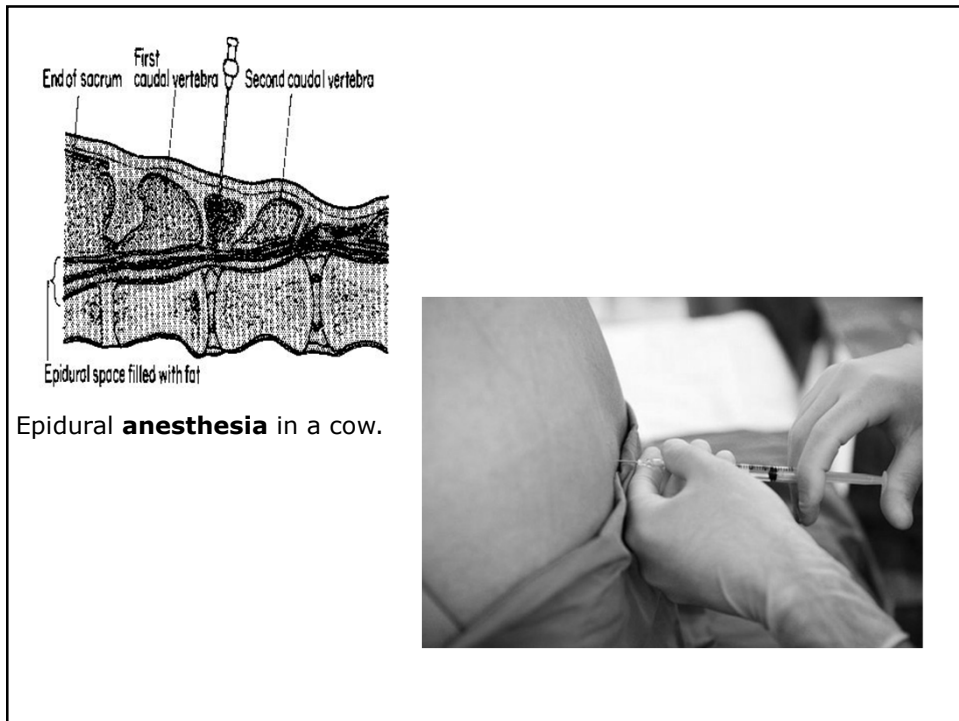 First
End of sacrum caudal vertebra Second caudal vertebra
Epidural space filled with fat
Epidural anesthesia in a cow.